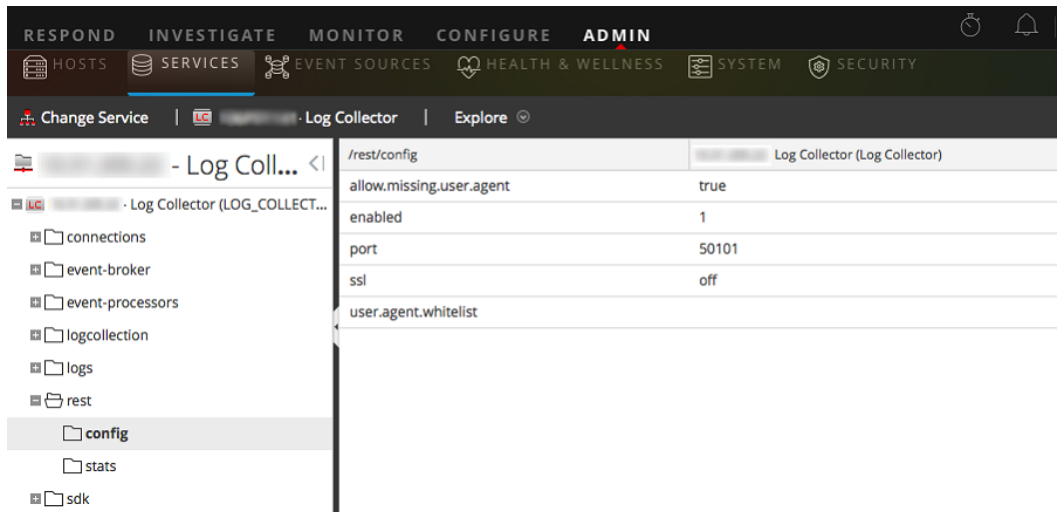 RESPOND INVESTIGATE MONITOR CONFIGURE ADMIN
HOSTS SERVICES EVENT SOURCES HEALTH & WELLNESS SYSTEM SECURITY
Change Service | LC - Log Collector | Explore
- Log Coll...
/rest/config Log Collector (Log Collector)
LC - Log Collector (LOG_COLLECT...
allow.missing.user.agent true
enabled 1
connections
port 50101
event-broker
ssl off
event-processors
user.agent.whitelist
logcollection
logs
rest
config
stats
sdk